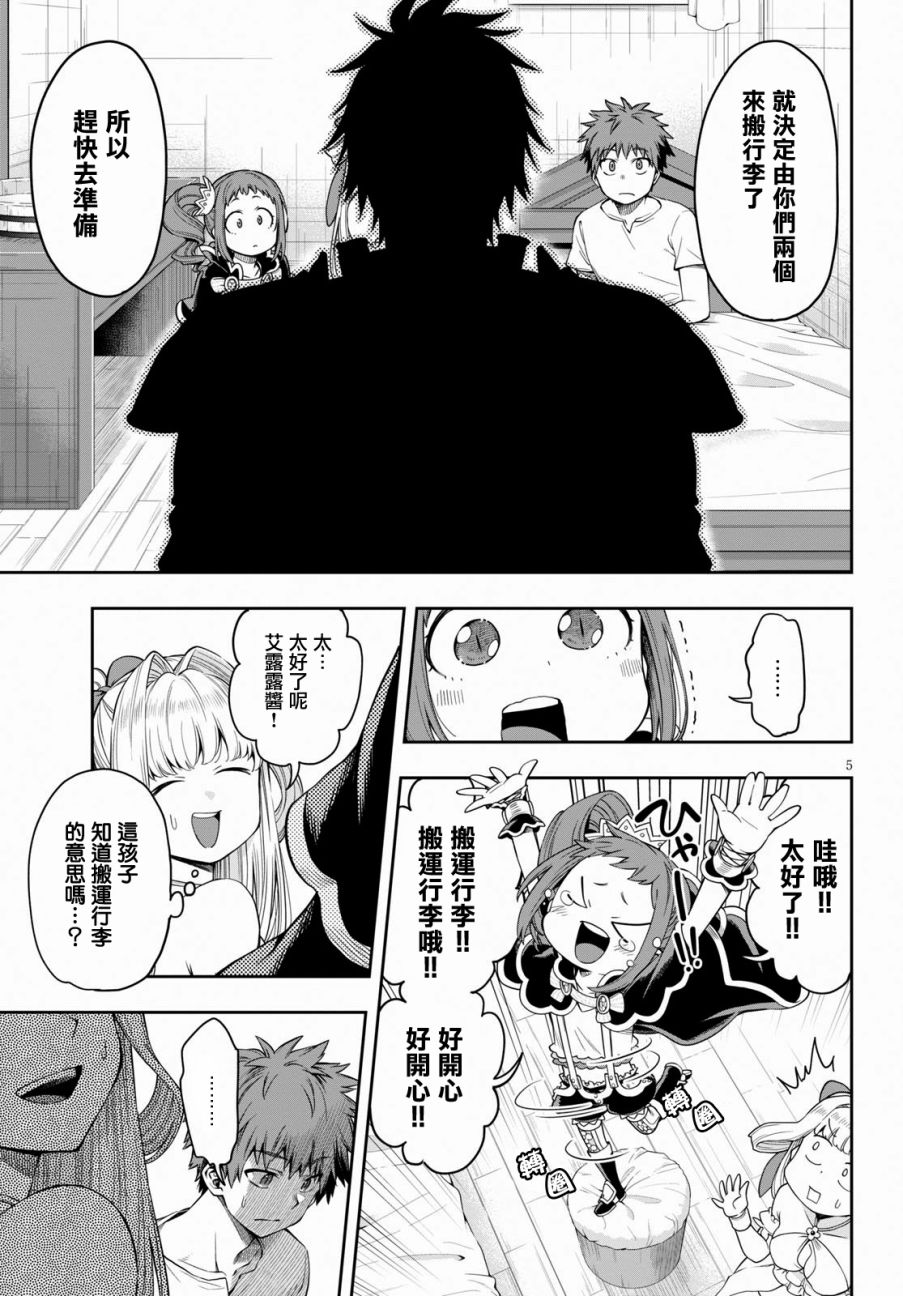 就決定由你們兩個
來搬行李了
所以
趕快去準備
……
太…
太好了呢
艾露露醬！
這孩子
知道搬運行李
的意思嗎…？
5
哇哦!!
太好了!!
ひゃー!!
搬運行李!!
搬運行李哦!!
好開心
好開心!!
轉圈
轉圈
……